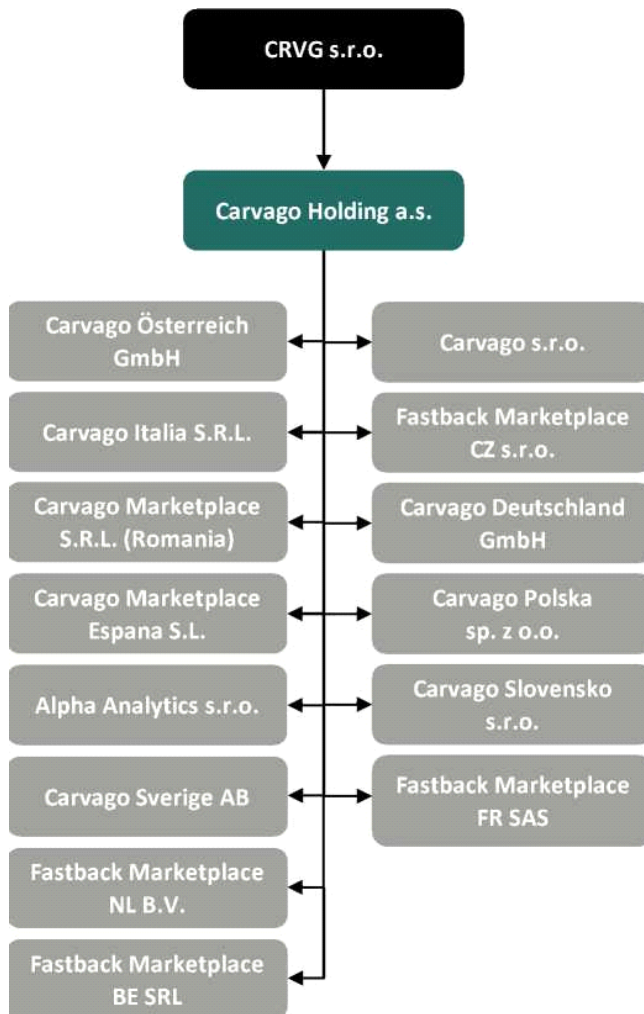 CRVG s.r.o.
Carvago Holding a.s.
Carvago Österreich
GmbH
Carvago s.r.o.
Carvago Italia S.R.L.
Fastback Marketplace
CZ s.r.o.
Carvago Marketplace
S.R.L. (Romania)
Carvago Deutschland
GmbH
Carvago Marketplace
Espana S.L.
Carvago Polska
sp. z o.o.
Alpha Analytics s.r.o.
Carvago Slovensko
s.r.o.
Carvago Sverige AB
Fastback Marketplace
FR SAS
Fastback Marketplace
NL B.V.
Fastback Marketplace
BE SRL